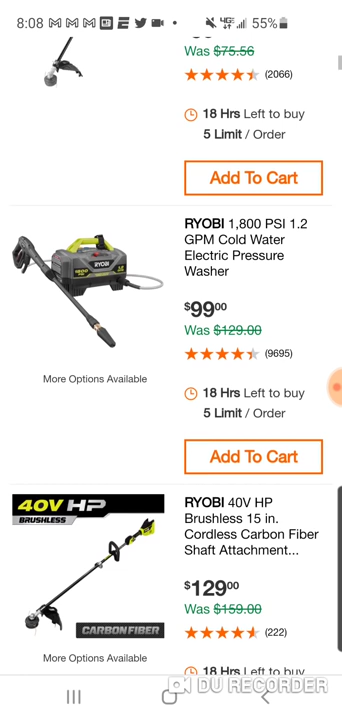 8:08 55%
Was $75.56
(2066)
18 Hrs Left to buy
5 Limit / Order
Add To Cart
RYOBI 1,800 PSI 1.2
GPM Cold Water
Electric Pressure
Washer
RYOBI
$99 00
Was $129.00
(9695)
More Options Available
18 Hrs Left to buy
5 Limit / Order
Add To Cart
40V HP
BRUSHLESS
CARBON FIBER
More Options Available
RYOBI 40V HP
Brushless 15 in.
Cordless Carbon Fiber
Shaft Attachment...
$129 00
Was $159.00
(222)
18 Hrs Left to buy
DU RECORDER